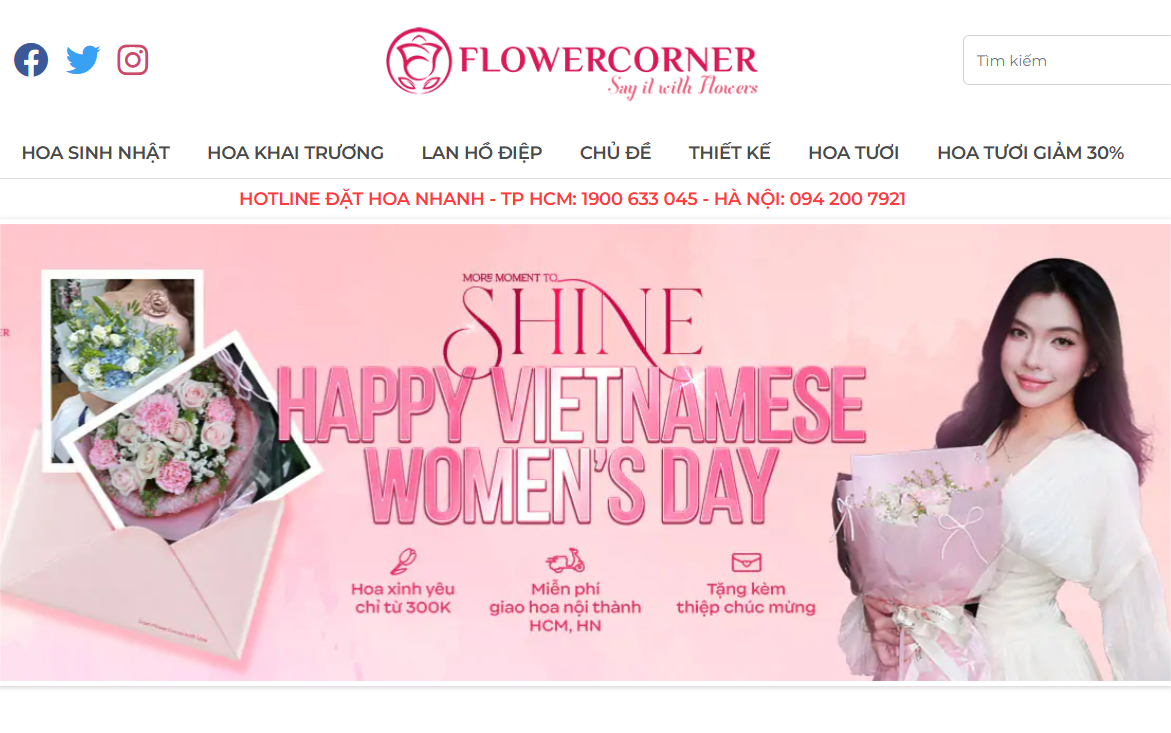 FLOWERCORNER
Say it with Flowers
Tìm kiếm
HOA SINH NHẬT HOA KHAI TRƯƠNG LAN HỒ ĐIỆP CHỦ ĐỀ THIẾT KẾ HOA TƯƠI HOA TƯƠI GIẢM 30%
HOTLINE ĐẶT HOA NHANH - TP HCM: 1900 633 045 - HÀ NỘI: 094 200 7921
MORE MOMENT TO
SHINE
HAPPY VIETNAMESE
WOMEN'S DAY
Hoa xinh yêu
chỉ từ 300K
Miễn phí
giao hoa nội thành
HCM, HN
Tặng kèm
thiệp chúc mừng